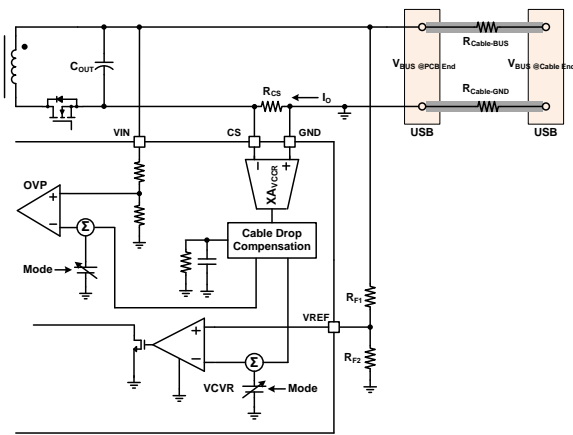 COUT
RCS
IO
RCable-BUS
VBUS @PCB End
VBUS @Cable End
RCable-GND
USB
USB
VIN
CS
GND
OVP
+
−
Σ
− +
XAVCCR
Cable Drop
Compensation
Mode
RF1
VREF
+
−
Σ
RF2
VCVR
Mode